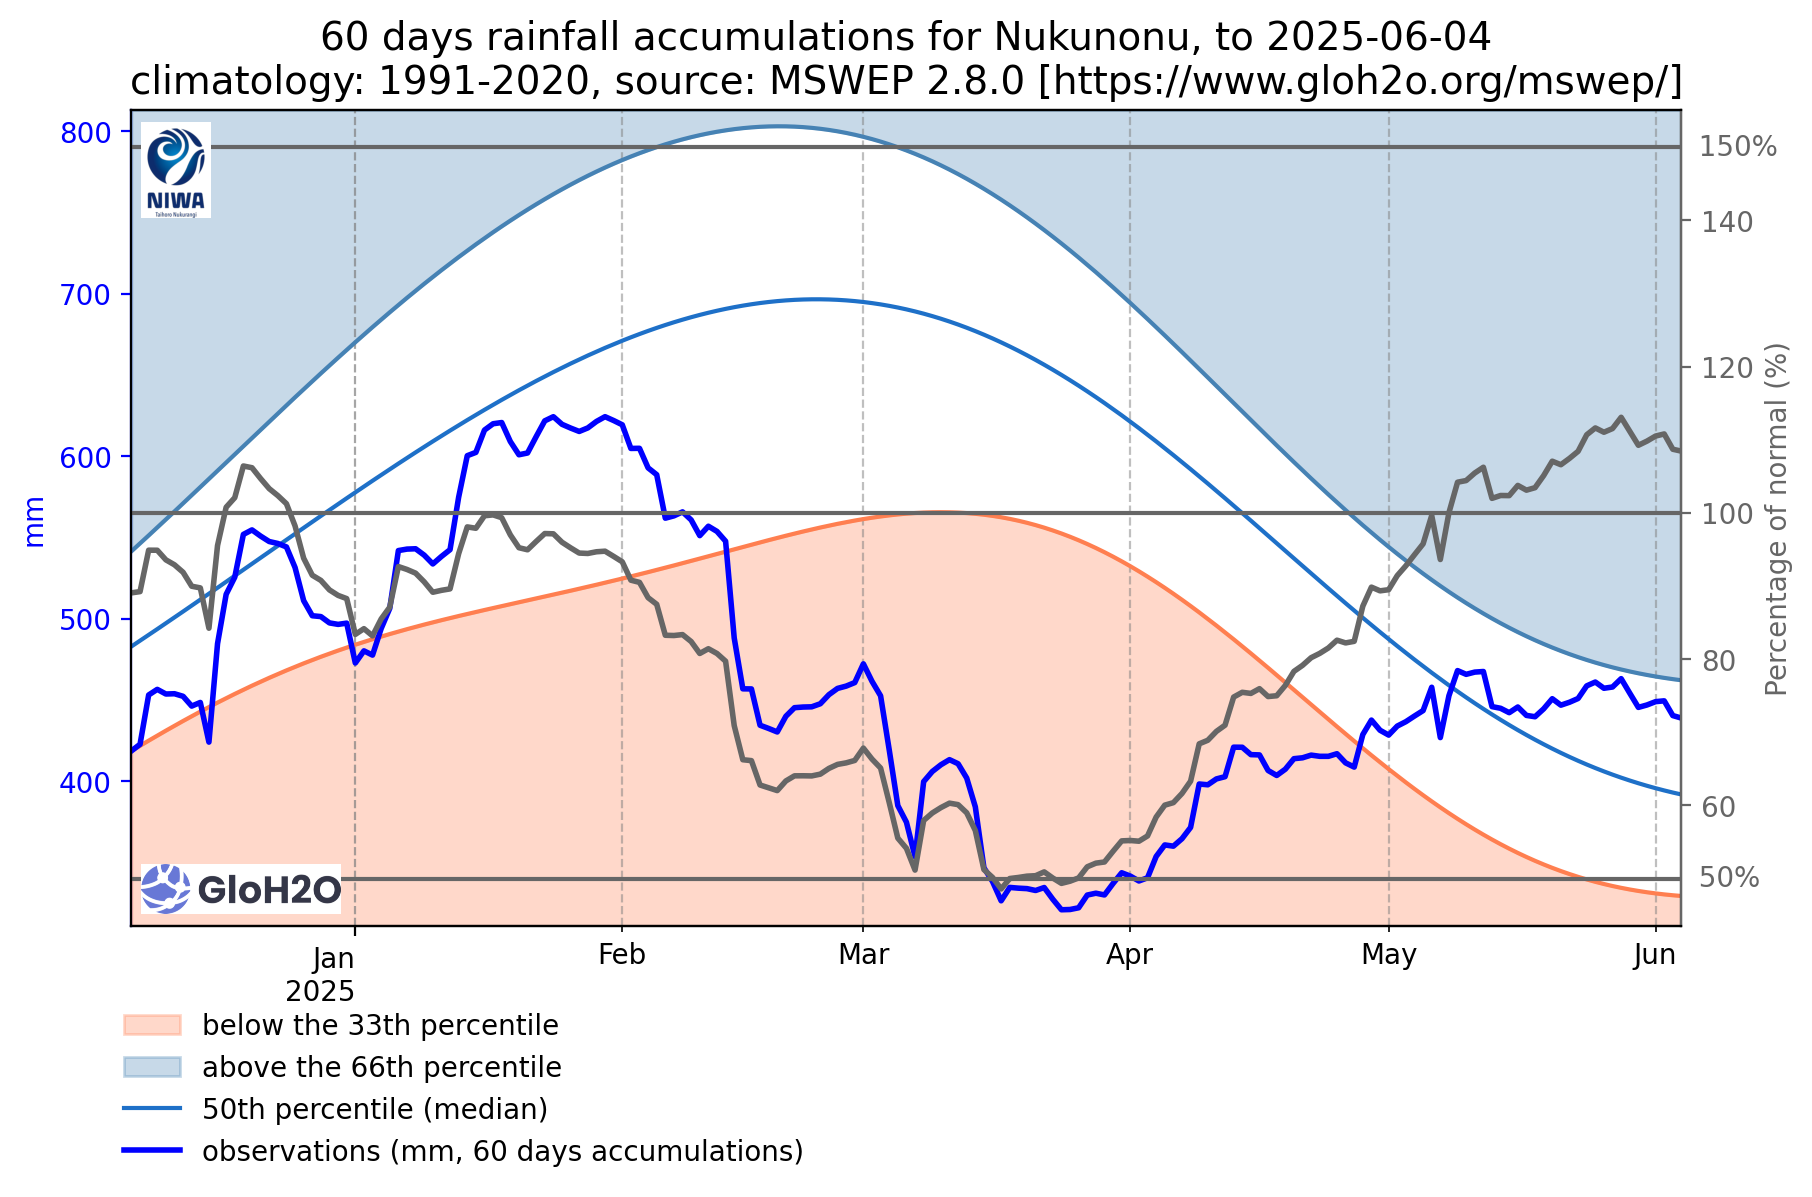 60 days rainfall accumulations for Nukunonu, to 2025-06-04
climatology: 1991-2020, source: MSWEP 2.8.0 [https://www.gloh2o.org/mswep/]
800
700
600
500
400
mm
150%
140
120
100
80
60
50%
Percentage of normal (%)
NIWA
Taihoro Nukurangi
GloH2O
Jan
2025
Feb
Mar
Apr
May
Jun
below the 33th percentile
above the 66th percentile
50th percentile (median)
observations (mm, 60 days accumulations)